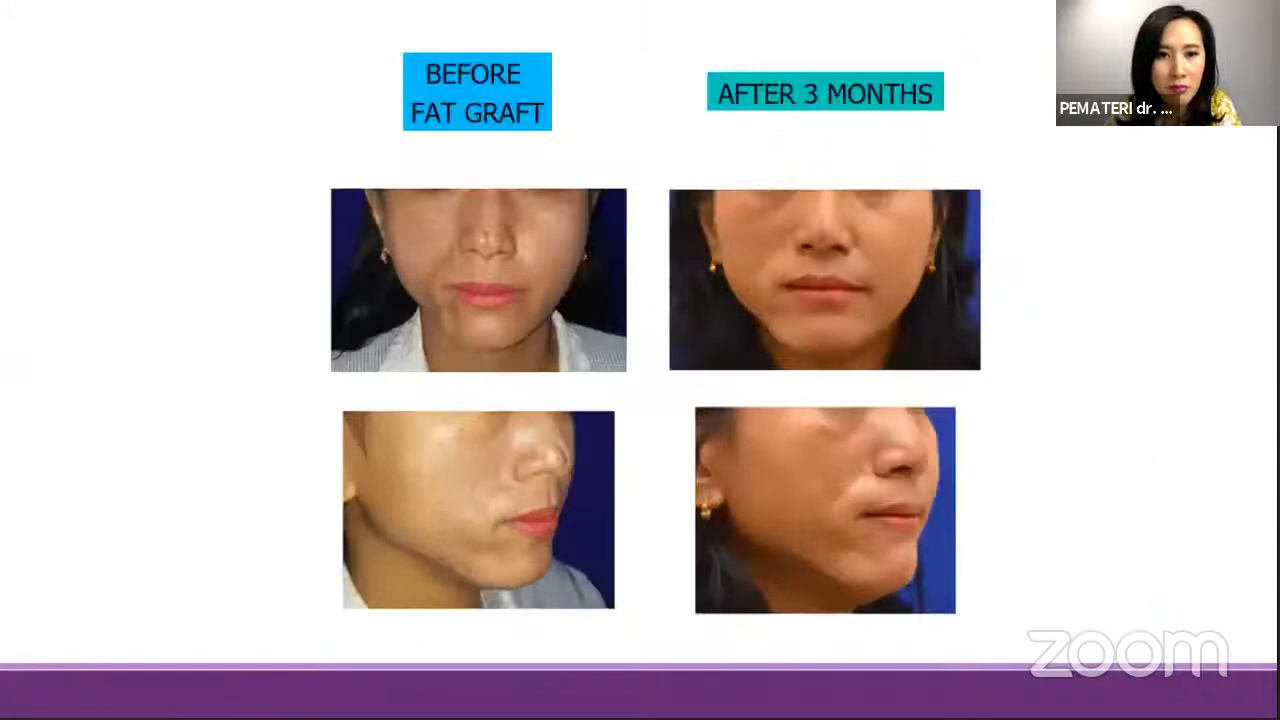 BEFORE
FAT GRAFT
AFTER 3 MONTHS
PEMATERI dr. ...
zoom